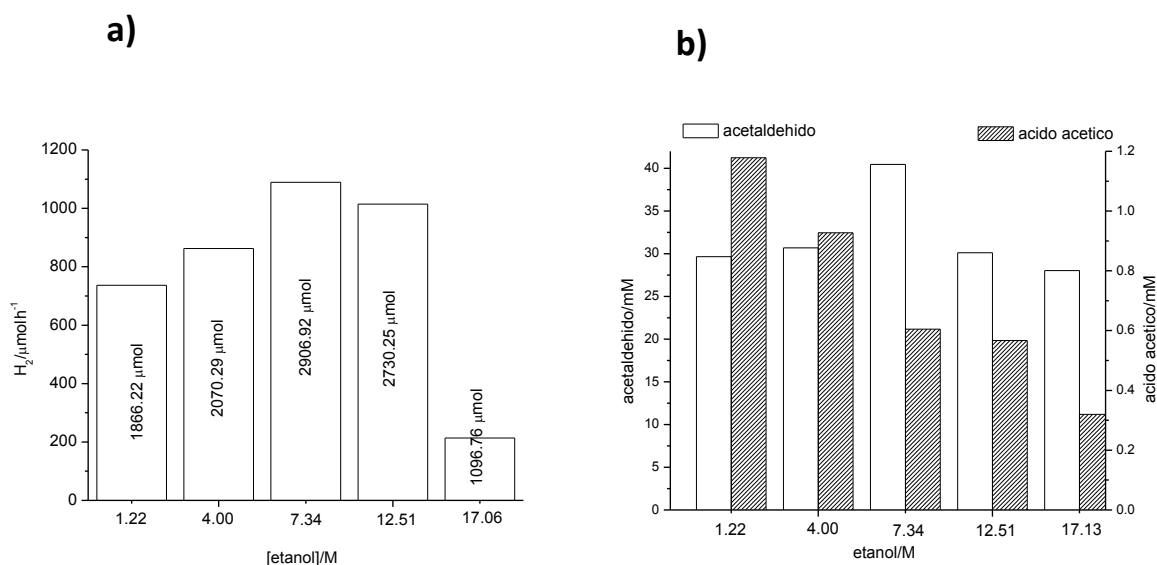 a)
1200
1000
800
600
400
200
0
H₂/µmolh⁻¹
1866.22 µmol
2070.29 µmol
2906.92 µmol
2730.25 µmol
1096.76 µmol
1.22 4.00 7.34 12.51 17.06
[etanol]/M
b)
acetaldehido acido acetico
40
35
30
25
20
15
10
5
0
acetaldehido/mM
1.2
1.0
0.8
0.6
0.4
0.2
0.0
acido acetico/mM
1.22 4.00 7.34 12.51 17.13
etanol/M